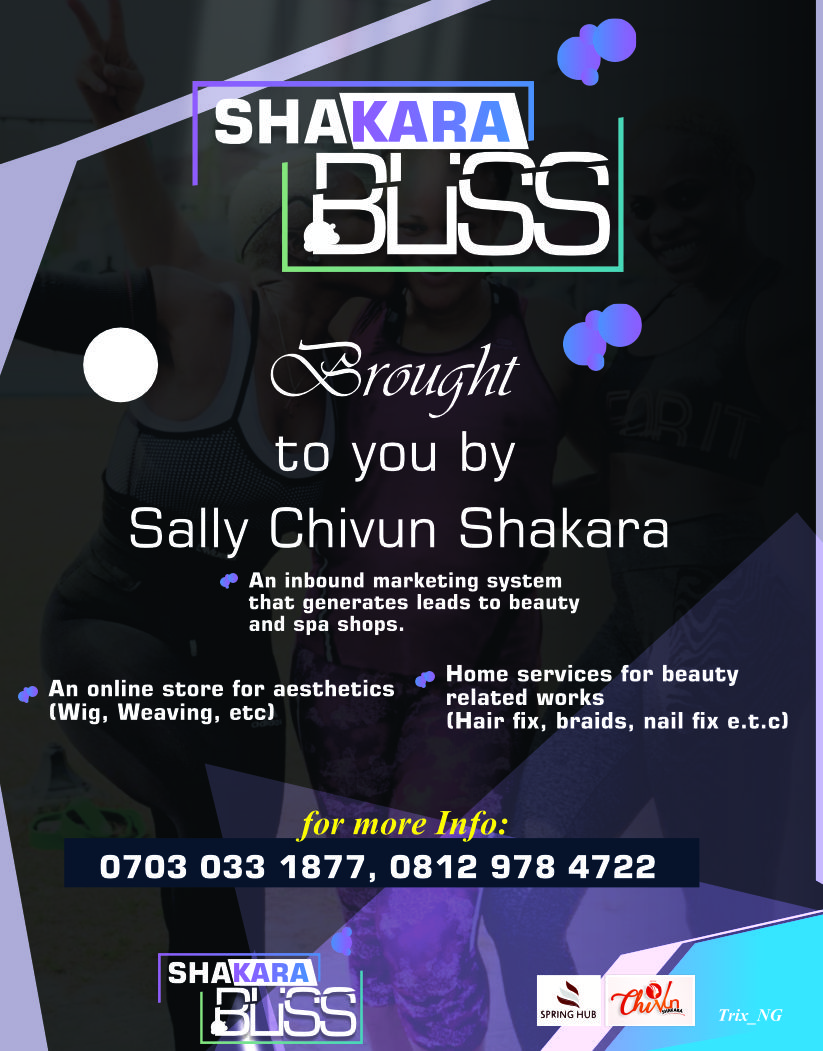 SHAKARA
BLiSS
Brought
to you by
Sally Chivun Shakara
An inbound marketing system
that generates leads to beauty
and spa shops.
An online store for aesthetics
(Wig, Weaving, etc)
Home services for beauty
related works
(Hair fix, braids, nail fix e.t.c)
for more Info:
0703 033 1877, 0812 978 4722
SHAKARA
BLiSS
SPRING HUB
Chivun
SHAKARA
Trix_NG